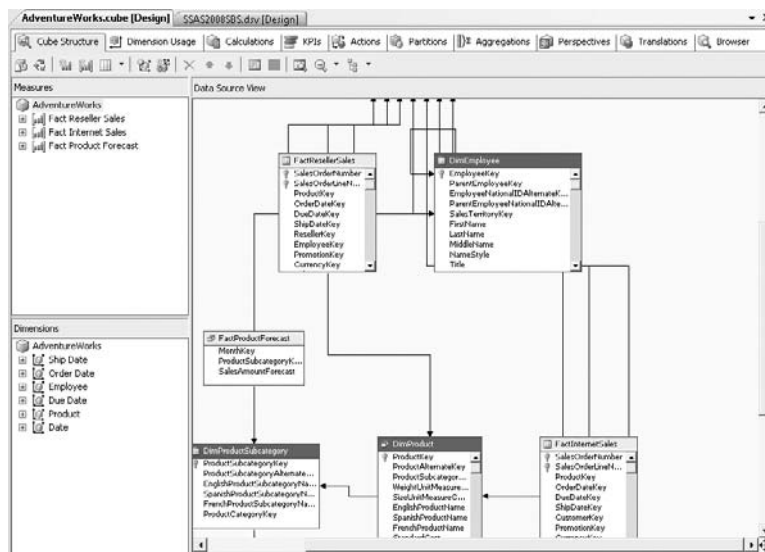 AdventureWorks.cube [Design] SSAS2008SBS.dsv [Design]
Cube Structure Dimension Usage Calculations KPIs Actions Partitions Aggregations Perspectives Translations Browser
Measures
AdventureWorks
Fact Reseller Sales
Fact Internet Sales
Fact Product Forecast
Dimensions
AdventureWorks
Ship Date
Order Date
Employee
Due Date
Product
Date
Data Source View
FactResellerSales
SalesOrderNumber
SalesOrderLineN...
ProductKey
OrderDateKey
DueDateKey
ShipDateKey
ResellerKey
EmployeeKey
PromotionKey
CurrencyKey
DimEmployee
EmployeeKey
ParentEmployeeKey
EmployeeNationalIDAlternateK...
ParentEmployeeNationalIDAlte...
SalesTerritoryKey
FirstName
LastName
MiddleName
NameStyle
Title
FactProductForecast
MonthKey
ProductSubcategoryK...
SalesAmountForecast
DimProductSubcategory
ProductSubcategoryKey
ProductSubcategoryAlternate...
EnglishProductSubcategoryNa...
SpanishProductSubcategoryN...
FrenchProductSubcategoryNa...
ProductCategoryKey
DimProduct
ProductKey
ProductAlternateKey
ProductSubcategor...
WeightUnitMeasure...
SizeUnitMeasureC...
EnglishProductName
SpanishProductName
FrenchProductName
StandardCost
FactInternetSales
SalesOrderNumber
SalesOrderLineN...
ProductKey
OrderDateKey
DueDateKey
ShipDateKey
CustomerKey
PromotionKey
CurrencyKey